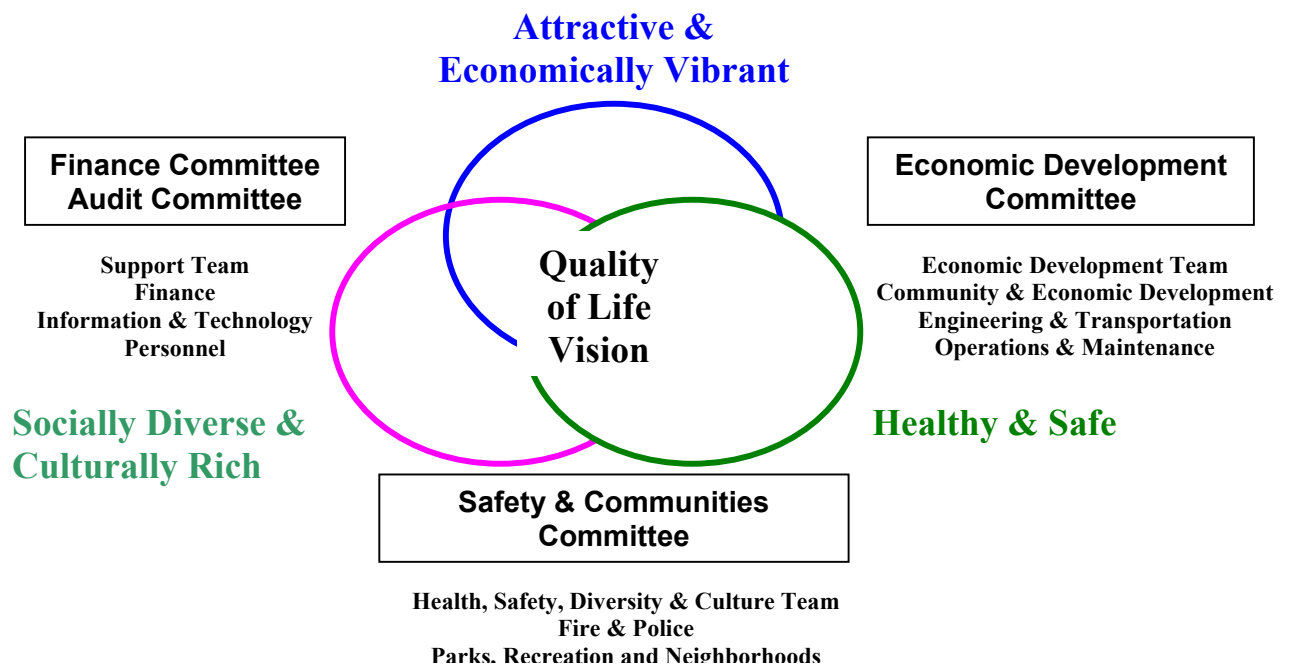 Attractive &
Economically Vibrant
Finance Committee
Audit Committee
Support Team
Finance
Information & Technology
Personnel
Quality
of Life
Vision
Economic Development
Committee
Economic Development Team
Community & Economic Development
Engineering & Transportation
Operations & Maintenance
Socially Diverse &
Culturally Rich
Healthy & Safe
Safety & Communities
Committee
Health, Safety, Diversity & Culture Team
Fire & Police
Parks, Recreation and Neighborhoods